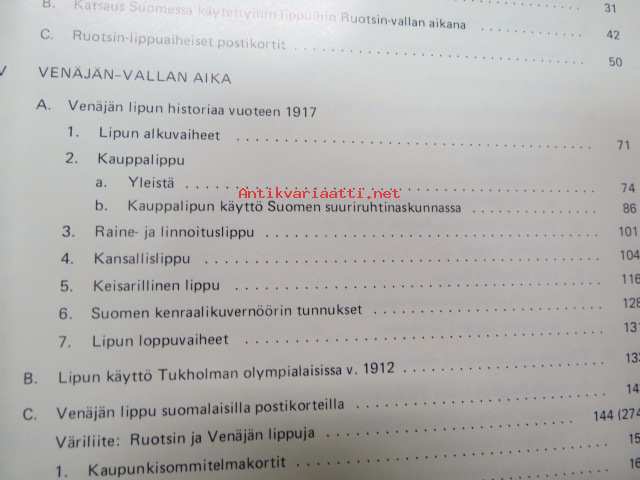 31
B. Katsaus Suomessa käytettyihin lippuihin Ruotsin-vallan aikana 42
C. Ruotsin-lippuaiheiset postikortit 50
V VENÄJÄN-VALLAN AIKA
A. Venäjän lipun historiaa vuoteen 1917
1. Lipun alkuvaiheet 71
2. Kauppalippu
a. Yleistä 74
Antikvariaatti.net
b. Kauppalipun käyttö Suomen suuriruhtinaskunnassa 86
3. Raine- ja linnoituslippu 101
4. Kansallislippu 104
5. Keisarillinen lippu 116
6. Suomen kenraalikuvernöörin tunnukset 128
7. Lipun loppuvaiheet 131
B. Lipun käyttö Tukholman olympialaisissa v. 1912
C. Venäjän lippu suomalaisilla postikorteilla 14
Väriliite: Ruotsin ja Venäjän lippuja 144 (274
15
1. Kaupunkisommitelmakortit 16